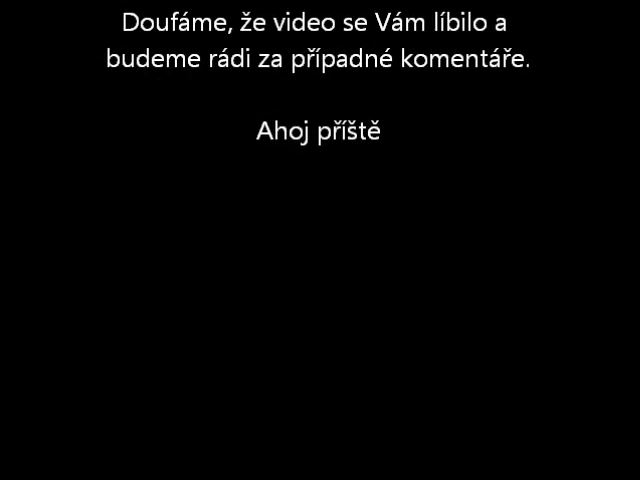 Doufáme, že video se Vám líbilo a
budeme rádi za případné komentáře.
Ahoj příště